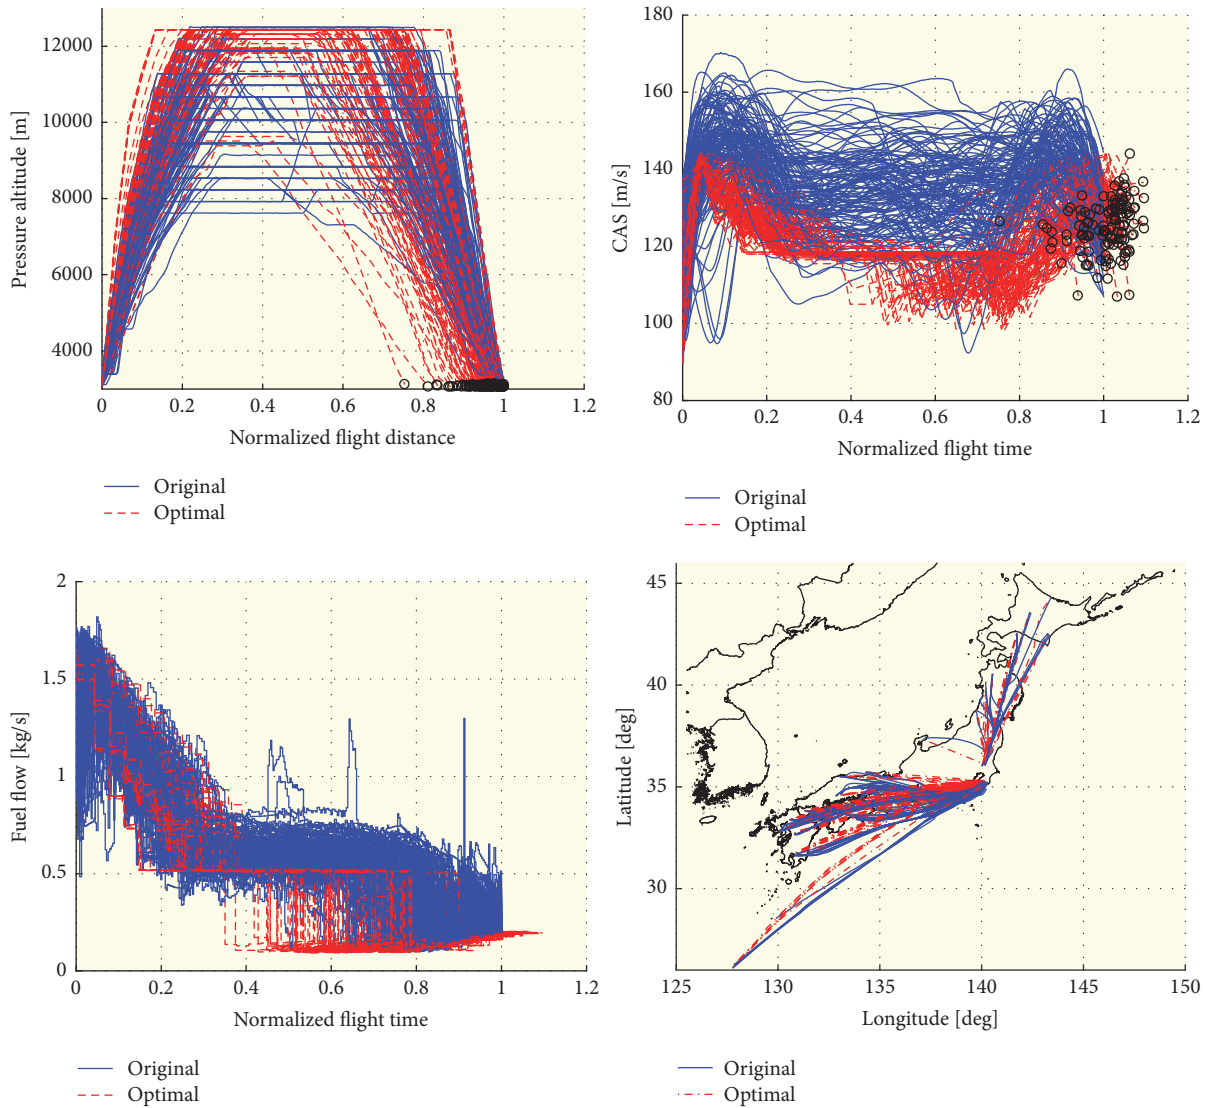 12000
10000
8000
6000
4000
Pressure altitude [m]
0 0.2 0.4 0.6 0.8 1 1.2
Normalized flight distance
Original
Optimal
180
160
140
120
100
80
CAS [m/s]
0 0.2 0.4 0.6 0.8 1 1.2
Normalized flight time
Original
Optimal
2
1.5
1
0.5
0
Fuel flow [kg/s]
0 0.2 0.4 0.6 0.8 1 1.2
Normalized flight time
Original
Optimal
45
40
35
30
Latitude [deg]
125 130 135 140 145 150
Longitude [deg]
Original
Optimal